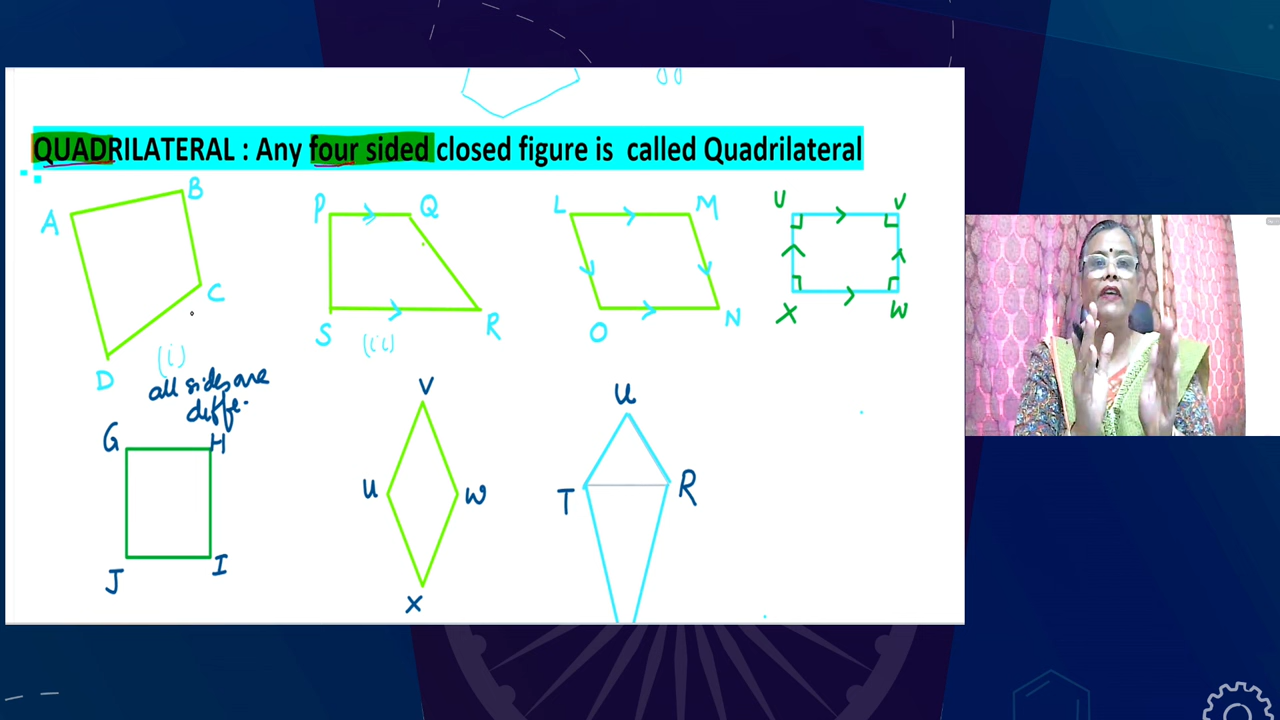 QUADRILATERAL : Any four sided closed figure is called Quadrilateral
A B C D
(i)
all sides are
diffe.
P Q R S
(ii)
L M N O
U V W X
G H I J
V W X U
U R T